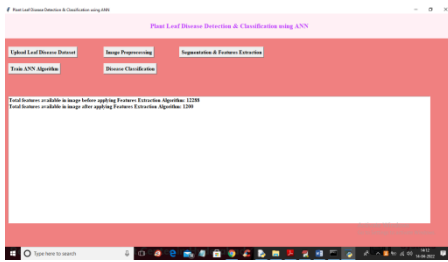 Plant Leaf Disease Detection & Classification using ANN
Plant Leaf Disease Detection & Classification using ANN
Upload Leaf Disease Dataset
Image Preprocessing
Segmentation & Features Extraction
Train ANN Algorithm
Disease Classification
Total features available in image before applying Features Extraction Algorithm: 12288
Total features available in image after applying Features Extraction Algorithm: 1200
Type here to search